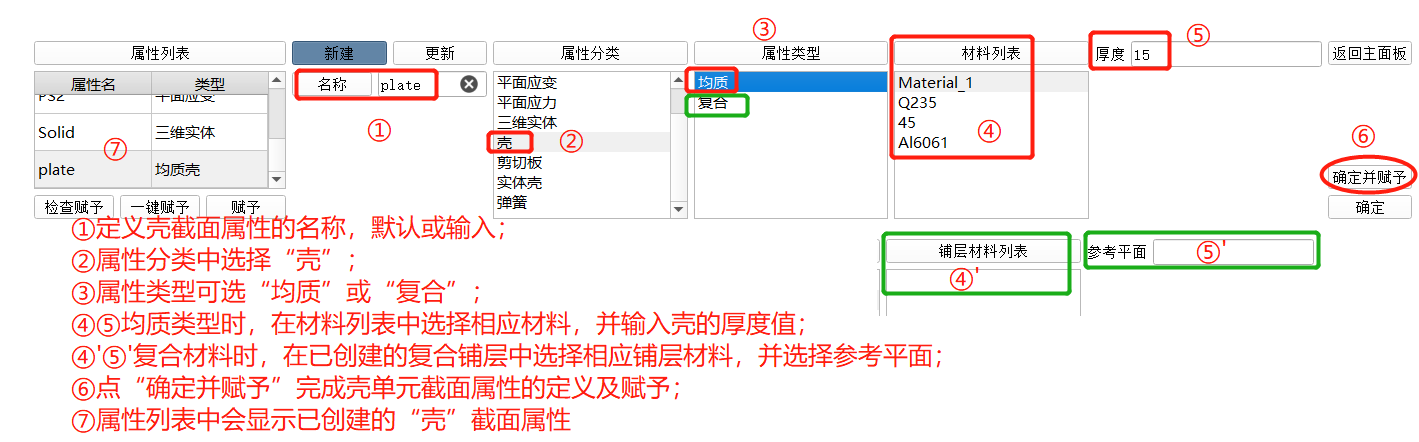 ③
⑤
属性列表 新建 更新 属性分类 属性类型 材料列表 厚度 15 返回主面板
属性名 类型 名称 plate 平面应变 均质 Material_1
PS2 平面应变 平面应力 复合 Q235
三维实体 45
Solid 三维实体 ① 壳 ② ④ Al6061 ⑥
剪切板
plate 均质壳 ⑦ 实体壳 确定并赋予
检查赋予 一键赋予 赋予 弹簧 确定
①定义壳截面属性的名称，默认或输入；
②属性分类中选择“壳”； 铺层材料列表 参考平面 ⑤'
④'
③属性类型可选“均质”或“复合”；
④⑤均质类型时，在材料列表中选择相应材料，并输入壳的厚度值；
④'⑤'复合材料时，在已创建的复合铺层中选择相应铺层材料，并选择参考平面；
⑥点“确定并赋予”完成壳单元截面属性的定义及赋予；
⑦属性列表中会显示已创建的“壳”截面属性